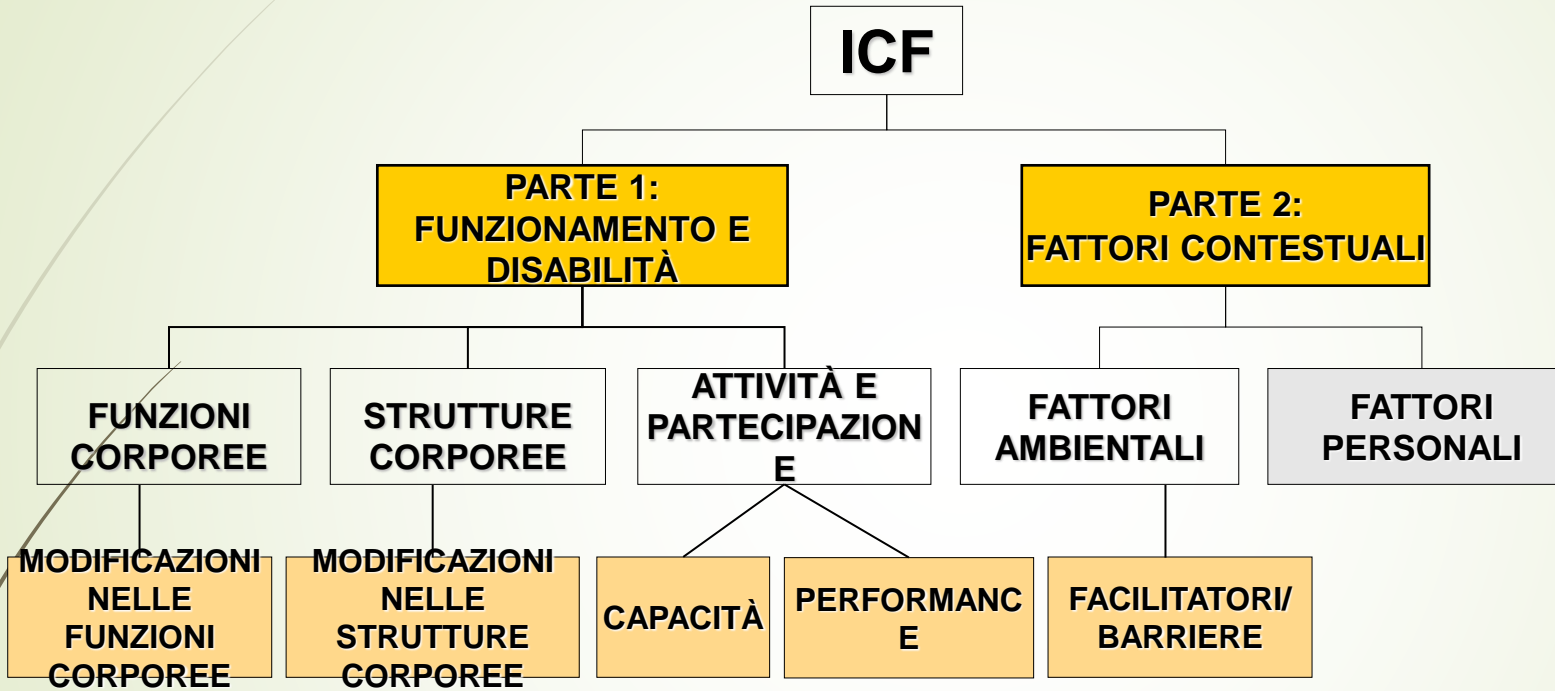 ICF
PARTE 1:
FUNZIONAMENTO E
DISABILITÀ
PARTE 2:
FATTORI CONTESTUALI
FUNZIONI
CORPOREE
STRUTTURE
CORPOREE
ATTIVITÀ E
PARTECIPAZION
E
FATTORI
AMBIENTALI
FATTORI
PERSONALI
MODIFICAZIONI
NELLE
FUNZIONI
CORPOREE
MODIFICAZIONI
NELLE
STRUTTURE
CORPOREE
CAPACITÀ
PERFORMANC
E
FACILITATORI/
BARRIERE